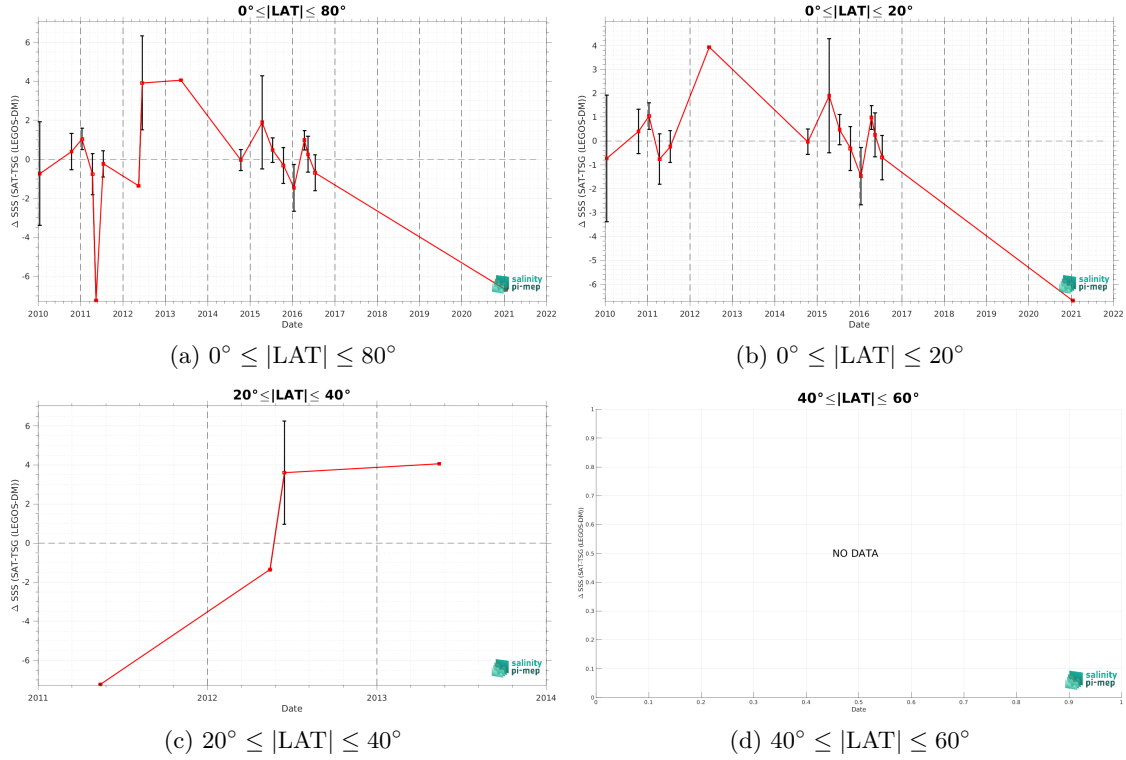 0°≤|LAT|≤ 80°
Δ SSS (SAT-TSG (LEGOS-DM))
6
4
2
0
-2
-4
-6
2010 2011 2012 2013 2014 2015 2016 2017 2018 2019 2020 2021 2022
Date
salinity
pi-mep
(a) 0° ≤ |LAT| ≤ 80°
0°≤|LAT|≤ 20°
Δ SSS (SAT-TSG (LEGOS-DM))
4
3
2
1
0
-1
-2
-3
-4
-5
-6
2010 2011 2012 2013 2014 2015 2016 2017 2018 2019 2020 2021 2022
Date
salinity
pi-mep
(b) 0° ≤ |LAT| ≤ 20°
20°≤|LAT|≤ 40°
Δ SSS (SAT-TSG (LEGOS-DM))
6
4
2
0
-2
-4
-6
2011 2012 2013 2014
Date
salinity
pi-mep
(c) 20° ≤ |LAT| ≤ 40°
40°≤|LAT|≤ 60°
Δ SSS (SAT-TSG (LEGOS-DM))
1
0.9
0.8
0.7
0.6
0.5
0.4
0.3
0.2
0.1
0
NO DATA
0 0.1 0.2 0.3 0.4 0.5 0.6 0.7 0.8 0.9 1
Date
salinity
pi-mep
(d) 40° ≤ |LAT| ≤ 60°